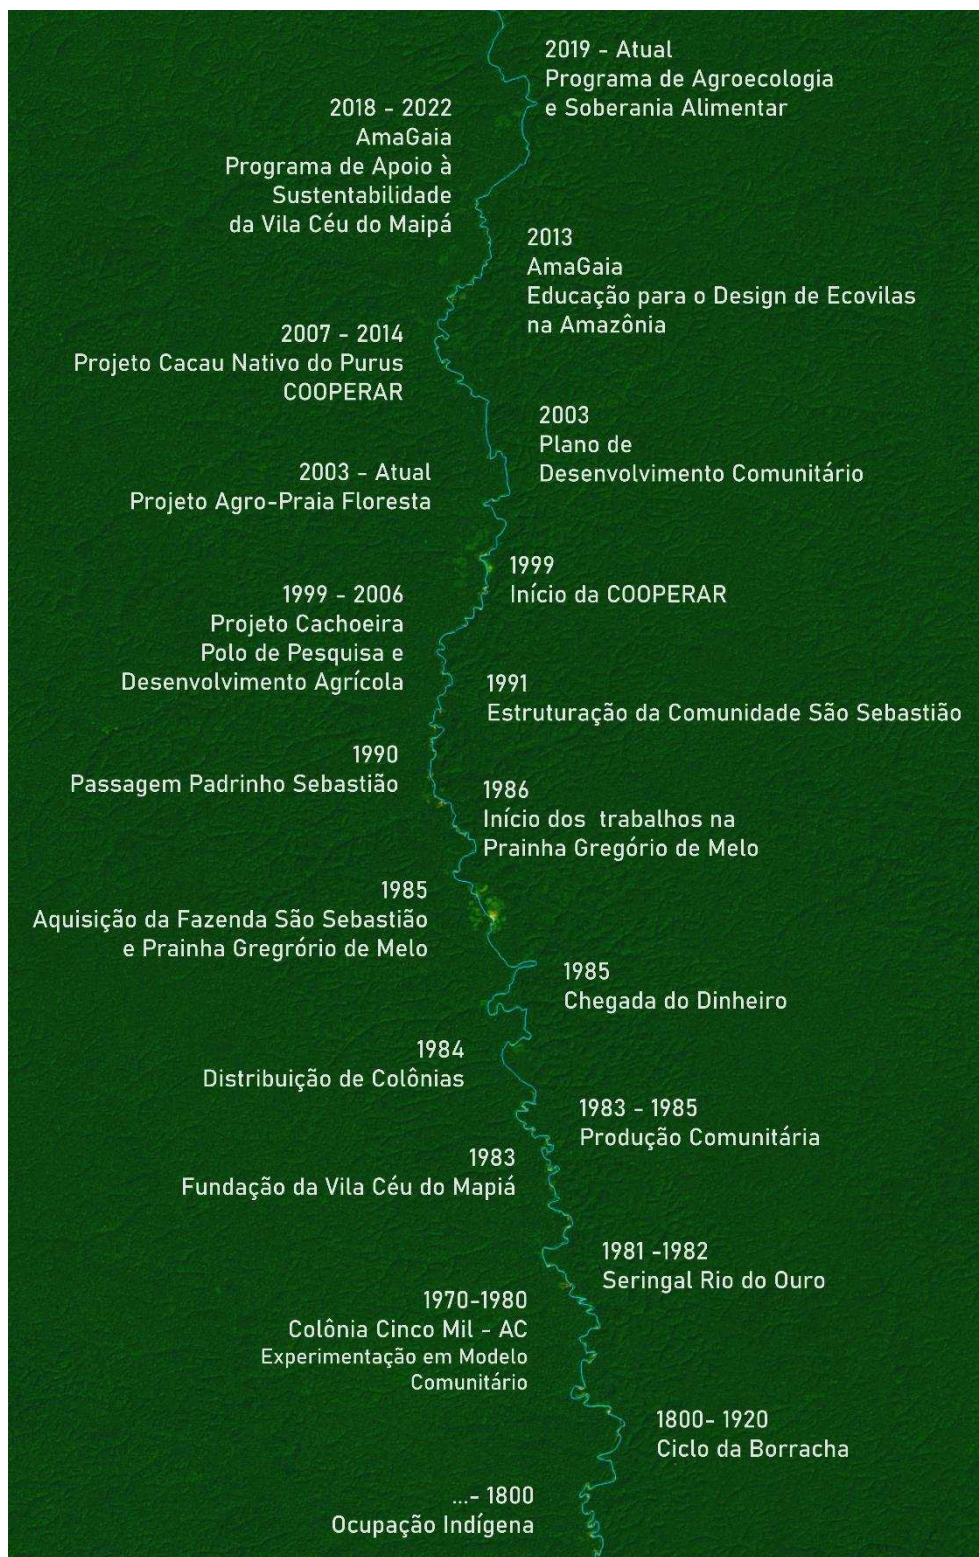 2019 - Atual
Programa de Agroecologia
e Soberania Alimentar
2018 - 2022
AmaGaia
Programa de Apoio à
Sustentabilidade
da Vila Céu do Maipá
2013
AmaGaia
Educação para o Design de Ecovilas
na Amazônia
2007 - 2014
Projeto Cacau Nativo do Purus
COOPERAR
2003
Plano de
Desenvolvimento Comunitário
2003 - Atual
Projeto Agro-Praia Floresta
1999
Início da COOPERAR
1999 - 2006
Projeto Cachoeira
Polo de Pesquisa e
Desenvolvimento Agrícola
1991
Estruturação da Comunidade São Sebastião
1990
Passagem Padrinho Sebastião
1986
Início dos trabalhos na
Prainha Gregório de Melo
1985
Aquisição da Fazenda São Sebastião
e Prainha Gregrório de Melo
1985
Chegada do Dinheiro
1984
Distribuição de Colônias
1983 - 1985
Produção Comunitária
1983
Fundação da Vila Céu do Mapiá
1981 -1982
Seringal Rio do Ouro
1970-1980
Colônia Cinco Mil - AC
Experimentação em Modelo
Comunitário
1800- 1920
Ciclo da Borracha
...- 1800
Ocupação Indígena